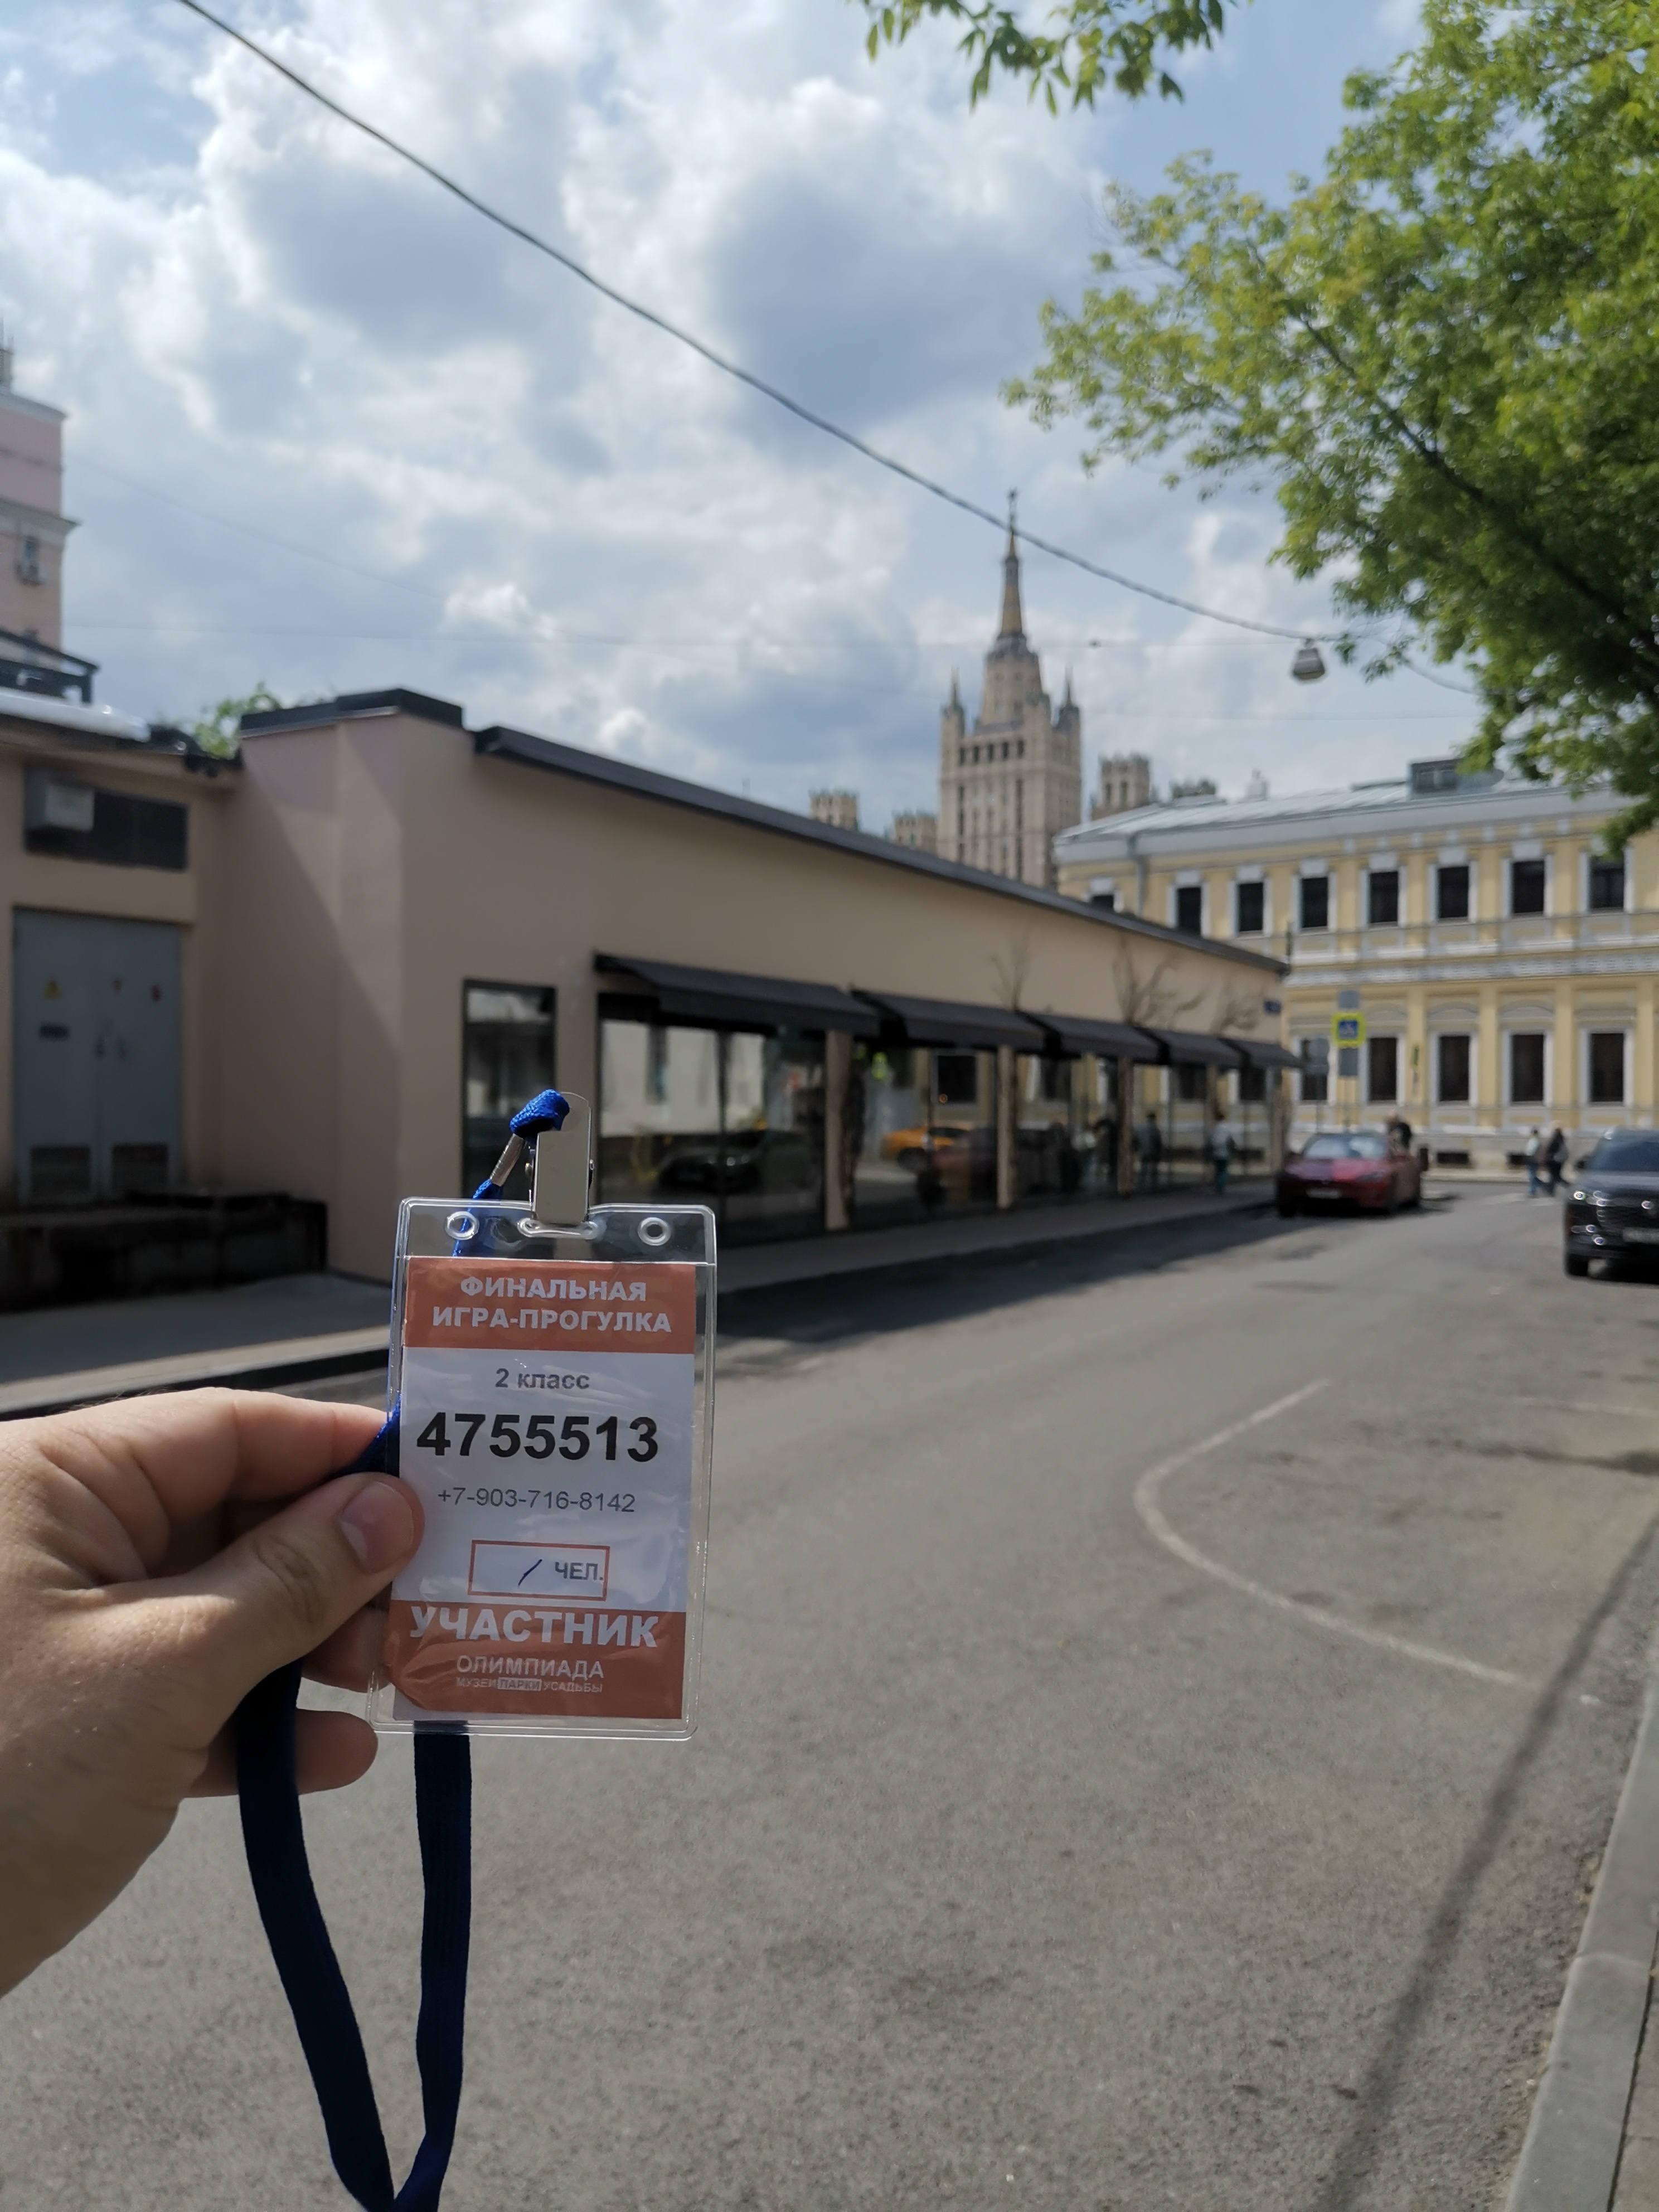 ФИНАЛЬНАЯ
ИГРА-ПРОГУЛКА
2 класс
4755513
+7-903-716-8142
/ ЧЕЛ.
УЧАСТНИК
ОЛИМПИАДА
МУЗЕИ ПАРКИ УСАДЬБЫ